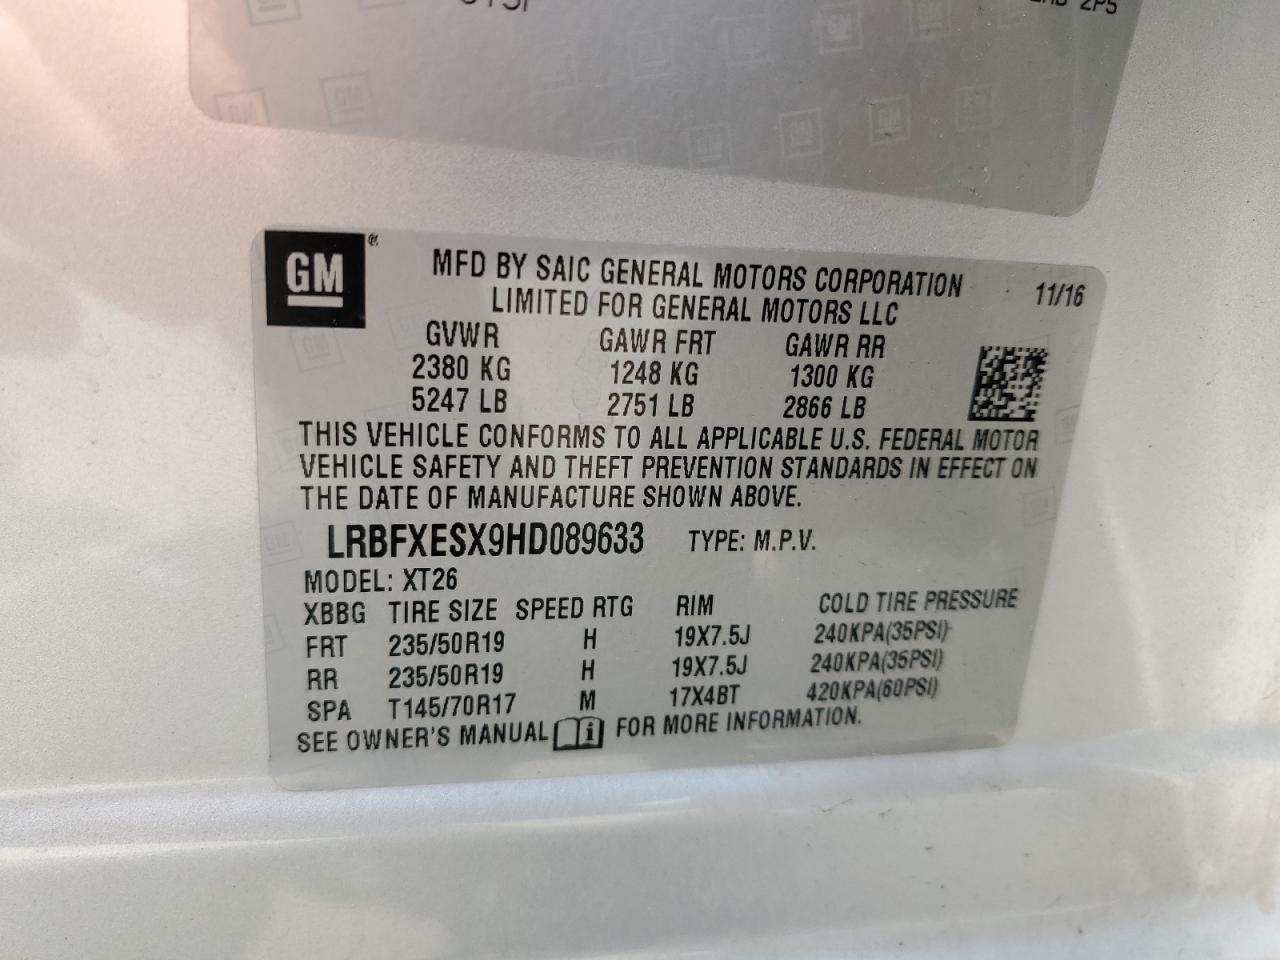 GM ®
MFD BY SAIC GENERAL MOTORS CORPORATION 11/16
LIMITED FOR GENERAL MOTORS LLC
GVWR GAWR FRT GAWR RR
2380 KG 1248 KG 1300 KG
5247 LB 2751 LB 2866 LB
THIS VEHICLE CONFORMS TO ALL APPLICABLE U.S. FEDERAL MOTOR
VEHICLE SAFETY AND THEFT PREVENTION STANDARDS IN EFFECT ON
THE DATE OF MANUFACTURE SHOWN ABOVE.
LRBFXESX9HD089633 TYPE: M.P.V.
MODEL: XT26
XBBG TIRE SIZE SPEED RTG RIM COLD TIRE PRESSURE
FRT 235/50R19 H 19X7.5J 240KPA(35PSI)
RR 235/50R19 H 19X7.5J 240KPA(35PSI)
SPA T145/70R17 M 17X4BT 420KPA(60PSI)
SEE OWNER'S MANUAL i FOR MORE INFORMATION.